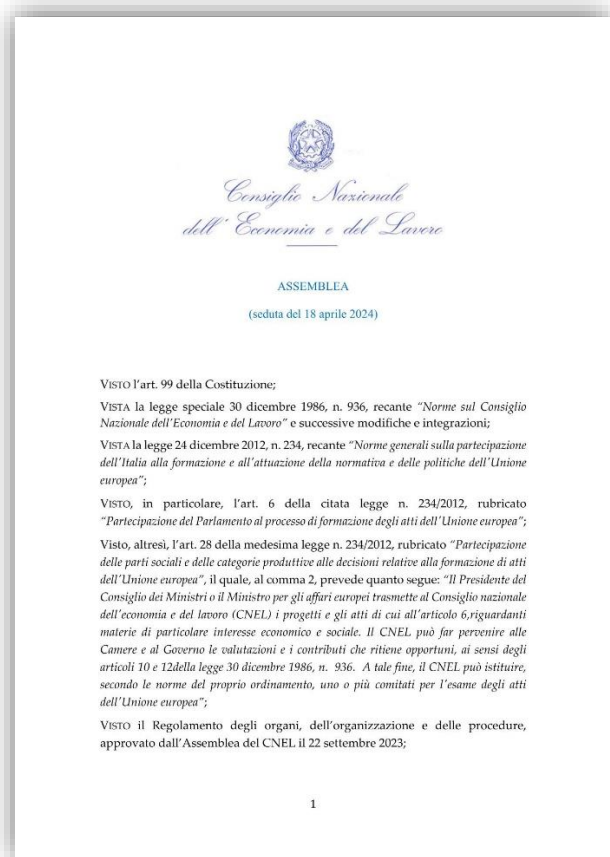 Consiglio Nazionale
dell'Economia e del Lavoro
ASSEMBLEA
(seduta del 18 aprile 2024)
VISTO l'art. 99 della Costituzione;
VISTA la legge speciale 30 dicembre 1986, n. 936, recante “Norme sul Consiglio
Nazionale dell'Economia e del Lavoro” e successive modifiche e integrazioni;
VISTA la legge 24 dicembre 2012, n. 234, recante “Norme generali sulla partecipazione
dell'Italia alla formazione e all'attuazione della normativa e delle politiche dell'Unione
europea”;
VISTO, in particolare, l'art. 6 della citata legge n. 234/2012, rubricato
“Partecipazione del Parlamento al processo di formazione degli atti dell'Unione europea”;
Visto, altresì, l'art. 28 della medesima legge n. 234/2012, rubricato “Partecipazione
delle parti sociali e delle categorie produttive alle decisioni relative alla formazione di atti
dell'Unione europea”, il quale, al comma 2, prevede quanto segue: “Il Presidente del
Consiglio dei Ministri o il Ministro per gli affari europei trasmette al Consiglio nazionale
dell'economia e del lavoro (CNEL) i progetti e gli atti di cui all'articolo 6,riguardanti
materie di particolare interesse economico e sociale. Il CNEL può far pervenire alle
Camere e al Governo le valutazioni e i contributi che ritiene opportuni, ai sensi degli
articoli 10 e 12della legge 30 dicembre 1986, n. 936. A tale fine, il CNEL può istituire,
secondo le norme del proprio ordinamento, uno o più comitati per l'esame degli atti
dell'Unione europea”;
VISTO il Regolamento degli organi, dell'organizzazione e delle procedure,
approvato dall'Assemblea del CNEL il 22 settembre 2023;
1